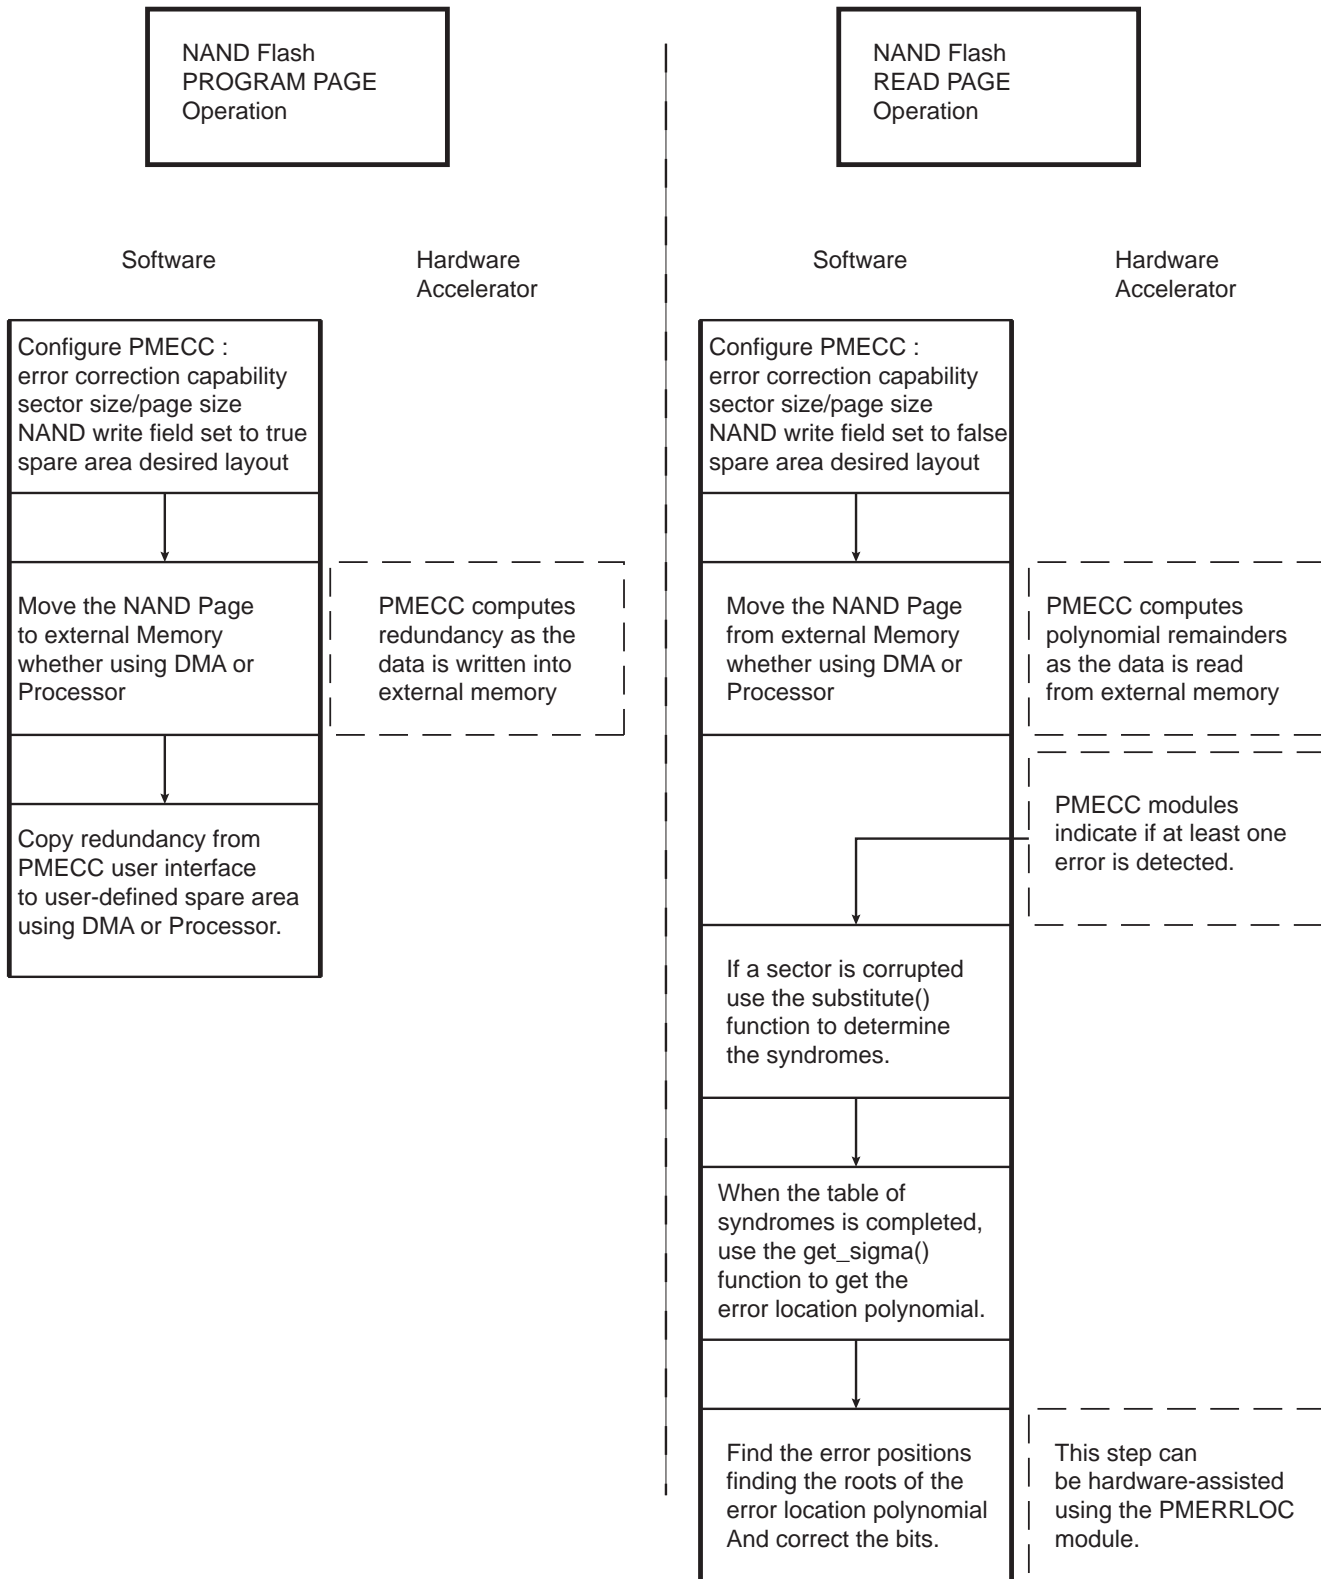 NAND Flash
PROGRAM PAGE
Operation
Software
Hardware
Accelerator
Configure PMECC :
error correction capability
sector size/page size
NAND write field set to true
spare area desired layout
Move the NAND Page
to external Memory
whether using DMA or
Processor
PMECC computes
redundancy as the
data is written into
external memory
Copy redundancy from
PMECC user interface
to user-defined spare area
using DMA or Processor.
NAND Flash
READ PAGE
Operation
Software
Hardware
Accelerator
Configure PMECC :
error correction capability
sector size/page size
NAND write field set to false
spare area desired layout
Move the NAND Page
from external Memory
whether using DMA or
Processor
PMECC computes
polynomial remainders
as the data is read
from external memory
PMECC modules
indicate if at least one
error is detected.
If a sector is corrupted
use the substitute()
function to determine
the syndromes.
When the table of
syndromes is completed,
use the get_sigma()
function to get the
error location polynomial.
Find the error positions
finding the roots of the
error location polynomial
And correct the bits.
This step can
be hardware-assisted
using the PMERRLOC
module.